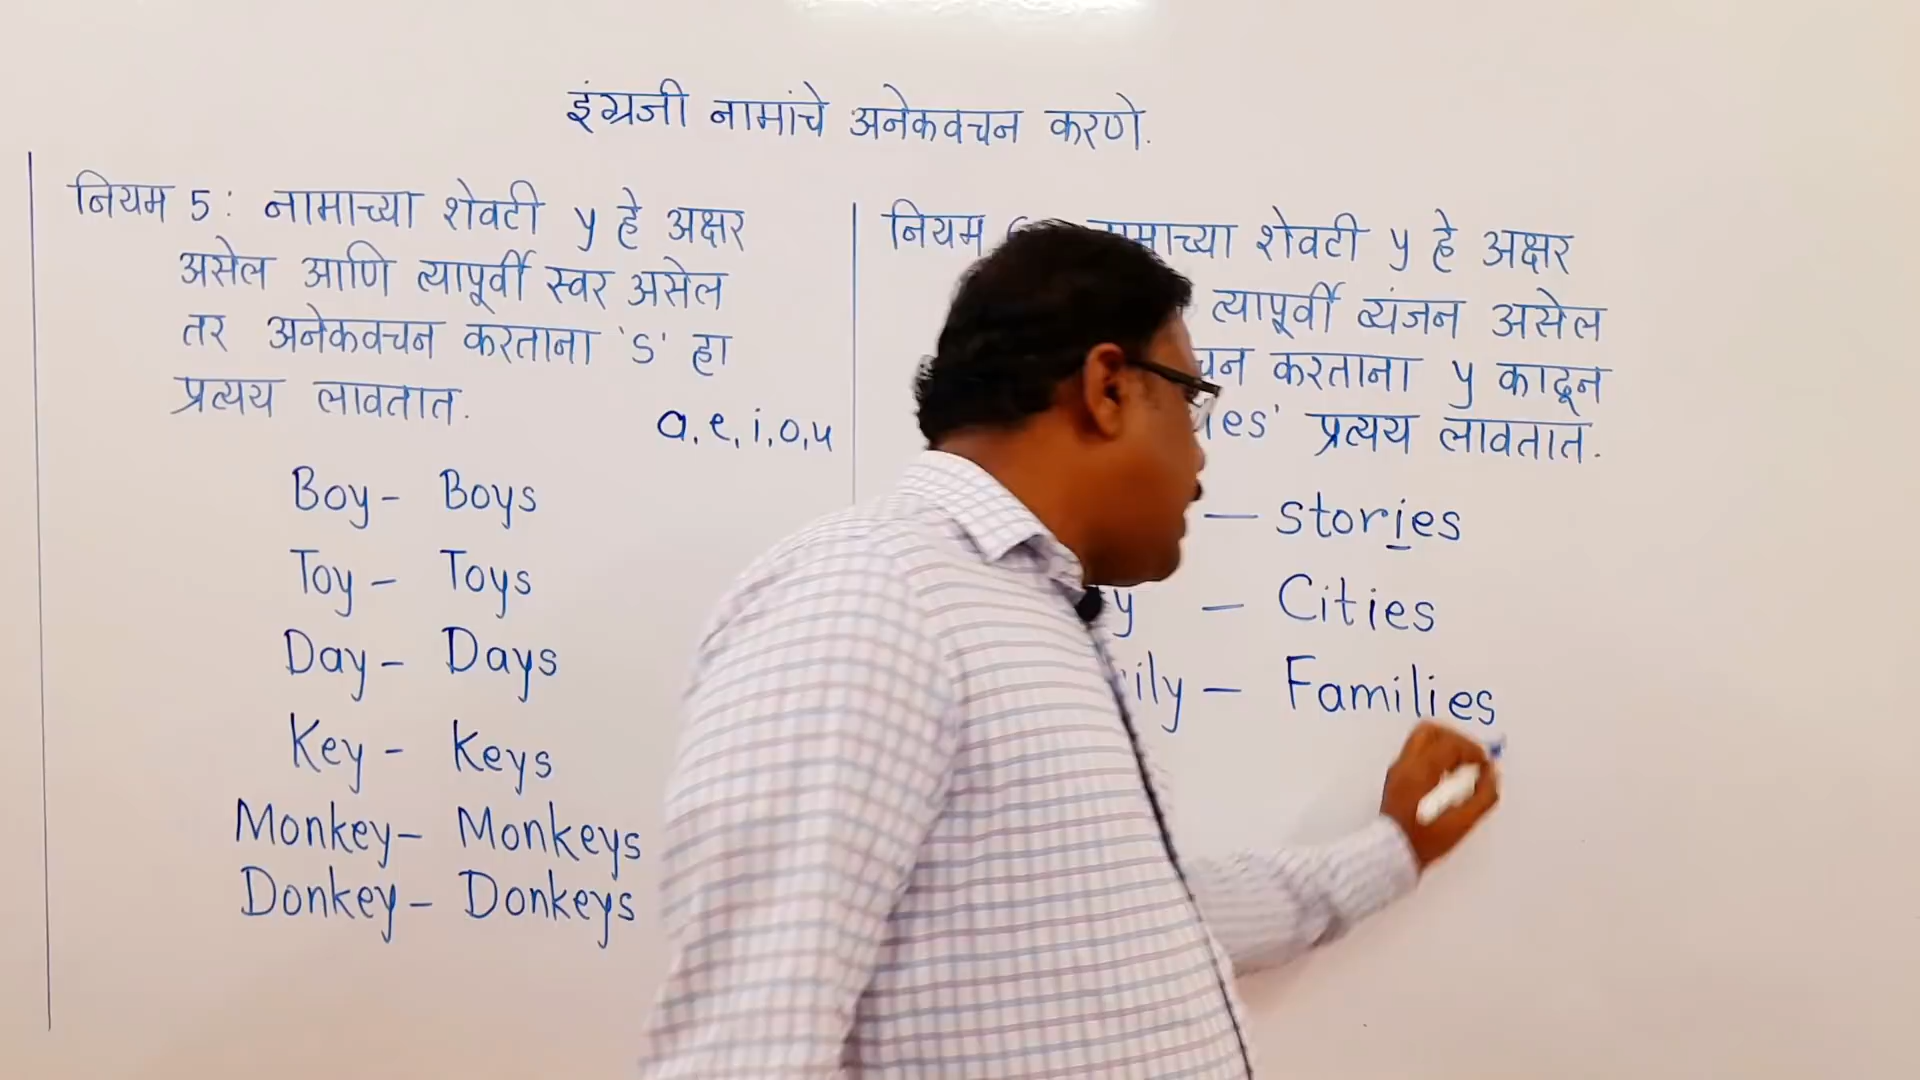 इंग्रजी नामांचे अनेकवचन करणे.
नियम 5: नामाच्या शेवटी y हे अक्षर
असेल आणि त्यापूर्वी स्वर असेल
तर अनेकवचन करताना 's' हा
प्रत्यय लावतात.
a, e, i, o, u
Boy - Boys
Toy - Toys
Day - Days
Key - Keys
Monkey - Monkeys
Donkey - Donkeys
नियम शेवटी y हे अक्षर
त्यापूर्वी व्यंजन असेल
करताना y काढून
प्रत्यय लावतात.
— stories
— Cities
— Families